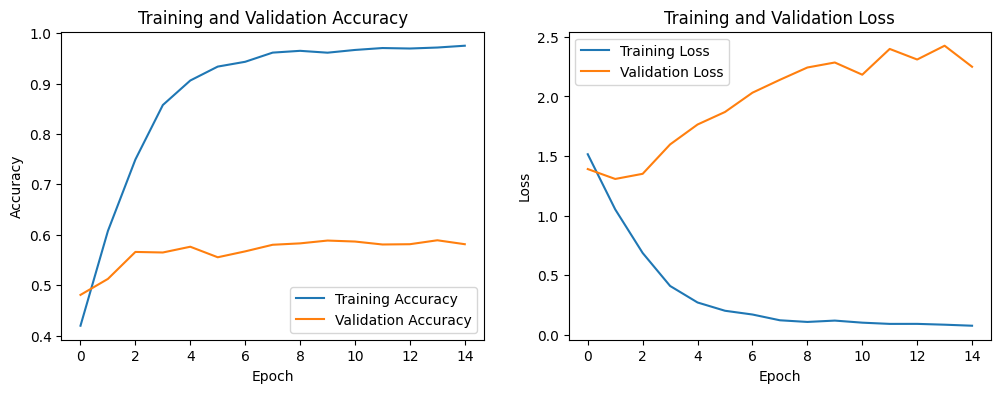 Training and Validation Accuracy
1.0
0.9
0.8
0.7
0.6
0.5
0.4
Accuracy
Training Accuracy
Validation Accuracy
0 2 4 6 8 10 12 14
Epoch
Training and Validation Loss
2.5
2.0
1.5
1.0
0.5
0.0
Loss
Training Loss
Validation Loss
0 2 4 6 8 10 12 14
Epoch